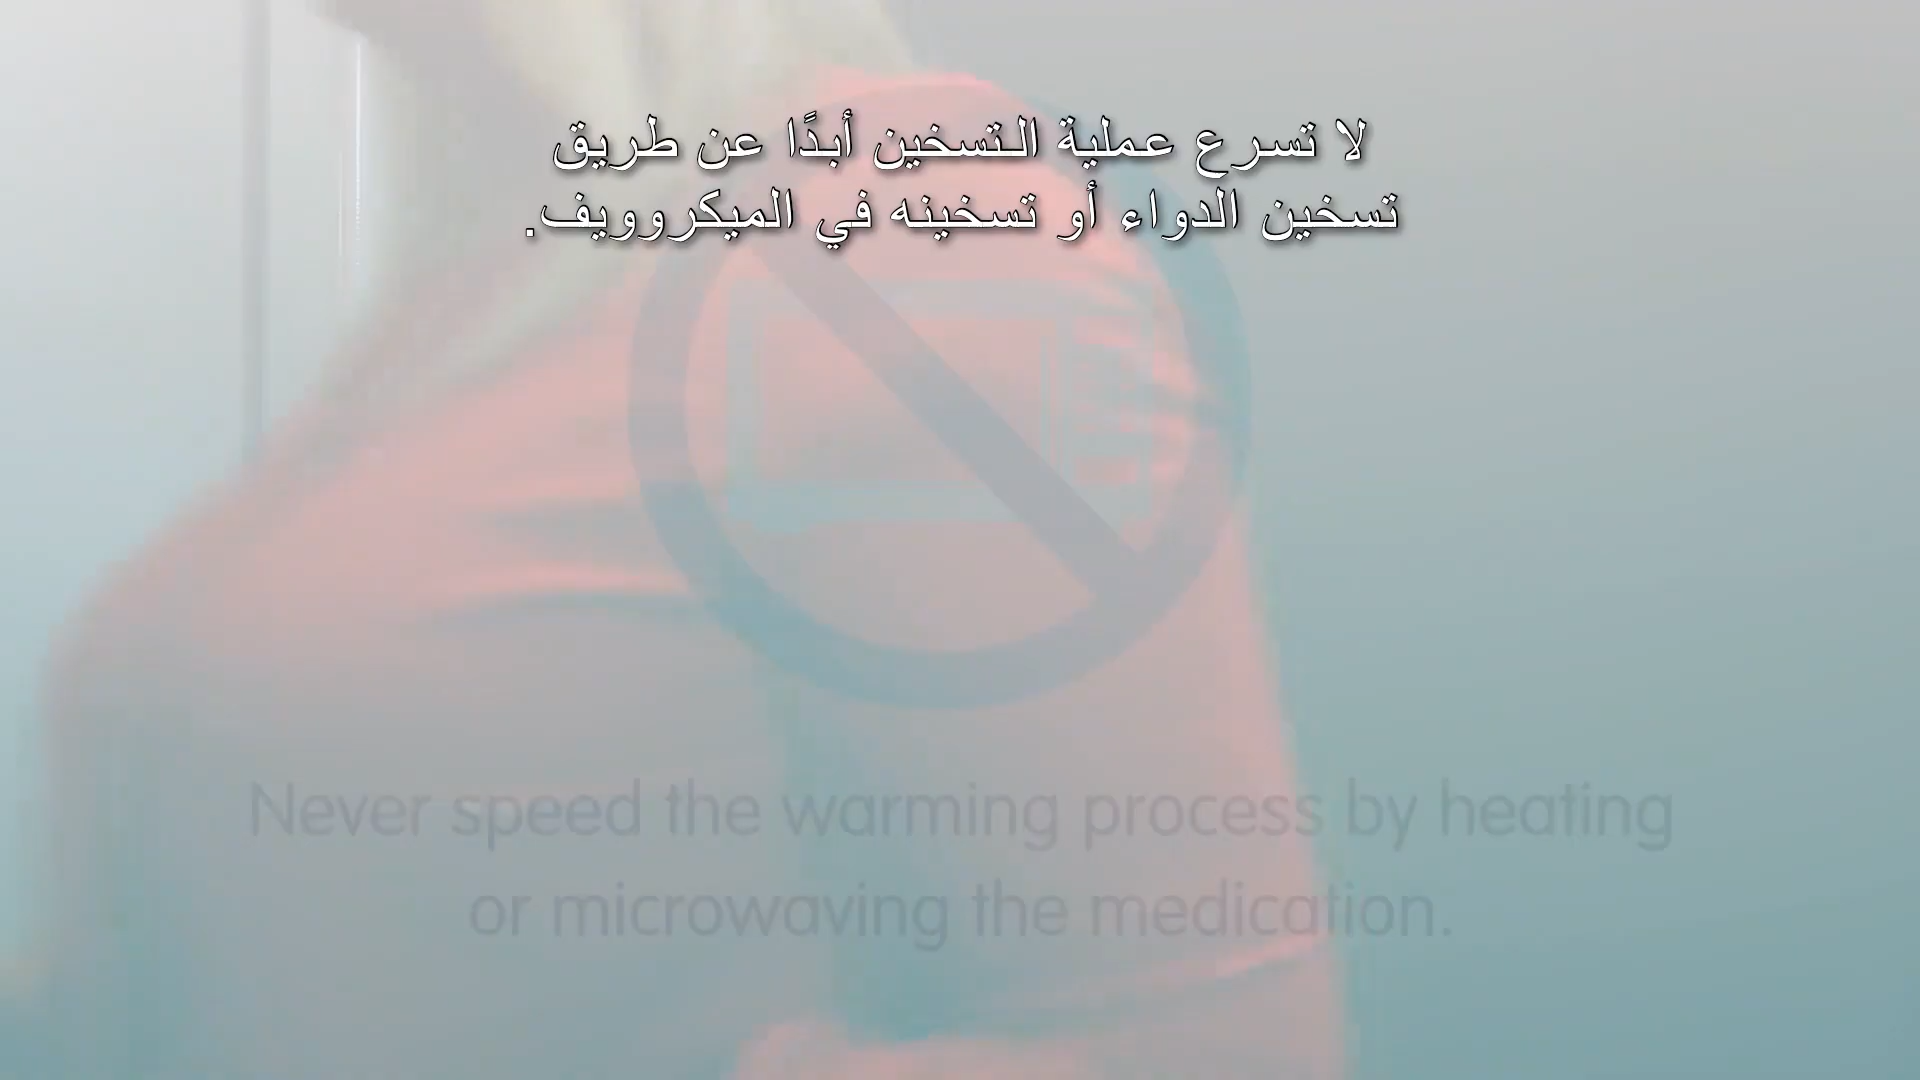 لا تسرع عملية التسخين أبدًا عن طريق
تسخين الدواء أو تسخينه في الميكروويف.
Never speed the warming process by heating
or microwaving the medication.